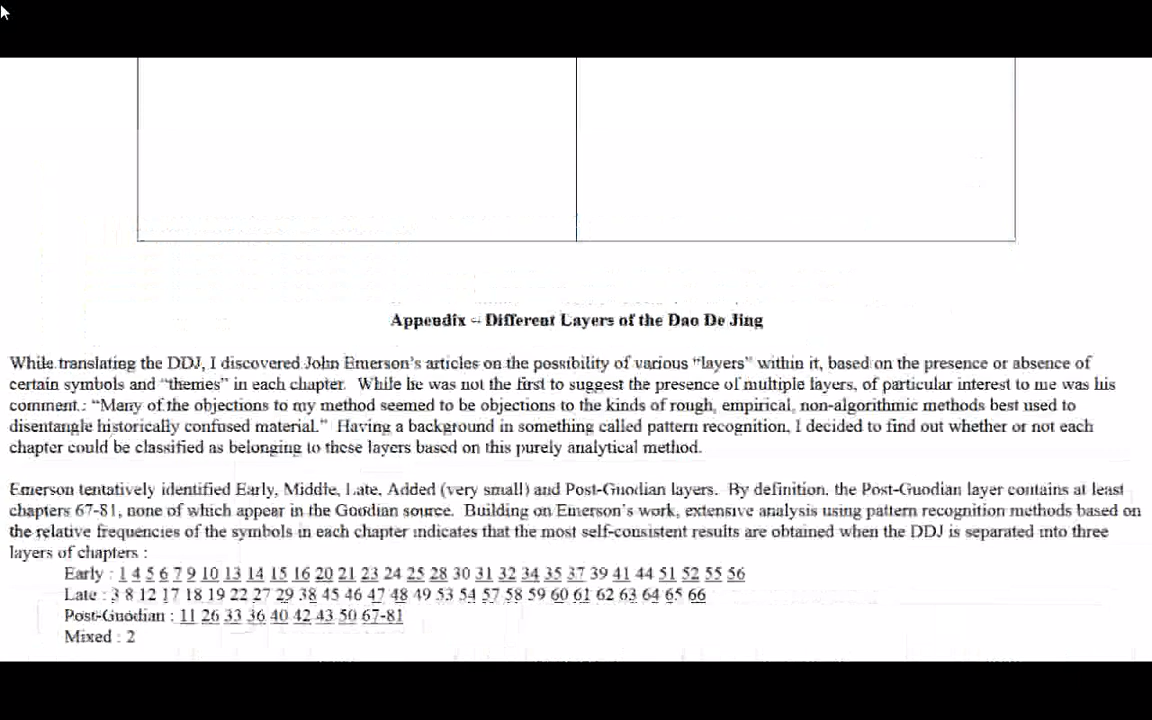 Appendix – Different Layers of the Dao De Jing
While translating the DDJ, I discovered John Emerson's articles on the possibility of various "layers" within it, based on the presence or absence of
certain symbols and "themes" in each chapter. While he was not the first to suggest the presence of multiple layers, of particular interest to me was his
comment.: "Many of the objections to my method seemed to be objections to the kinds of rough, empirical, non-algorithmic methods best used to
disentangle historically confused material." Having a background in something called pattern recognition, I decided to find out whether or not each
chapter could be classified as belonging to these layers based on this purely analytical method.
Emerson tentatively identified Early, Middle, Late, Added (very small) and Post-Guodian layers. By definition, the Post-Guodian layer contains at least
chapters 67-81, none of which appear in the Guodian source. Building on Emerson's work, extensive analysis using pattern recognition methods based on
the relative frequencies of the symbols in each chapter indicates that the most self-consistent results are obtained when the DDJ is separated into three
layers of chapters :
Early : 1 4 5 6 7 9 10 13 14 15 16 20 21 23 24 25 28 30 31 32 34 35 37 39 41 44 51 52 55 56
Late : 3 8 12 17 18 19 22 27 29 38 45 46 47 48 49 53 54 57 58 59 60 61 62 63 64 65 66
Post-Guodian : 11 26 33 36 40 42 43 50 67-81
Mixed : 2